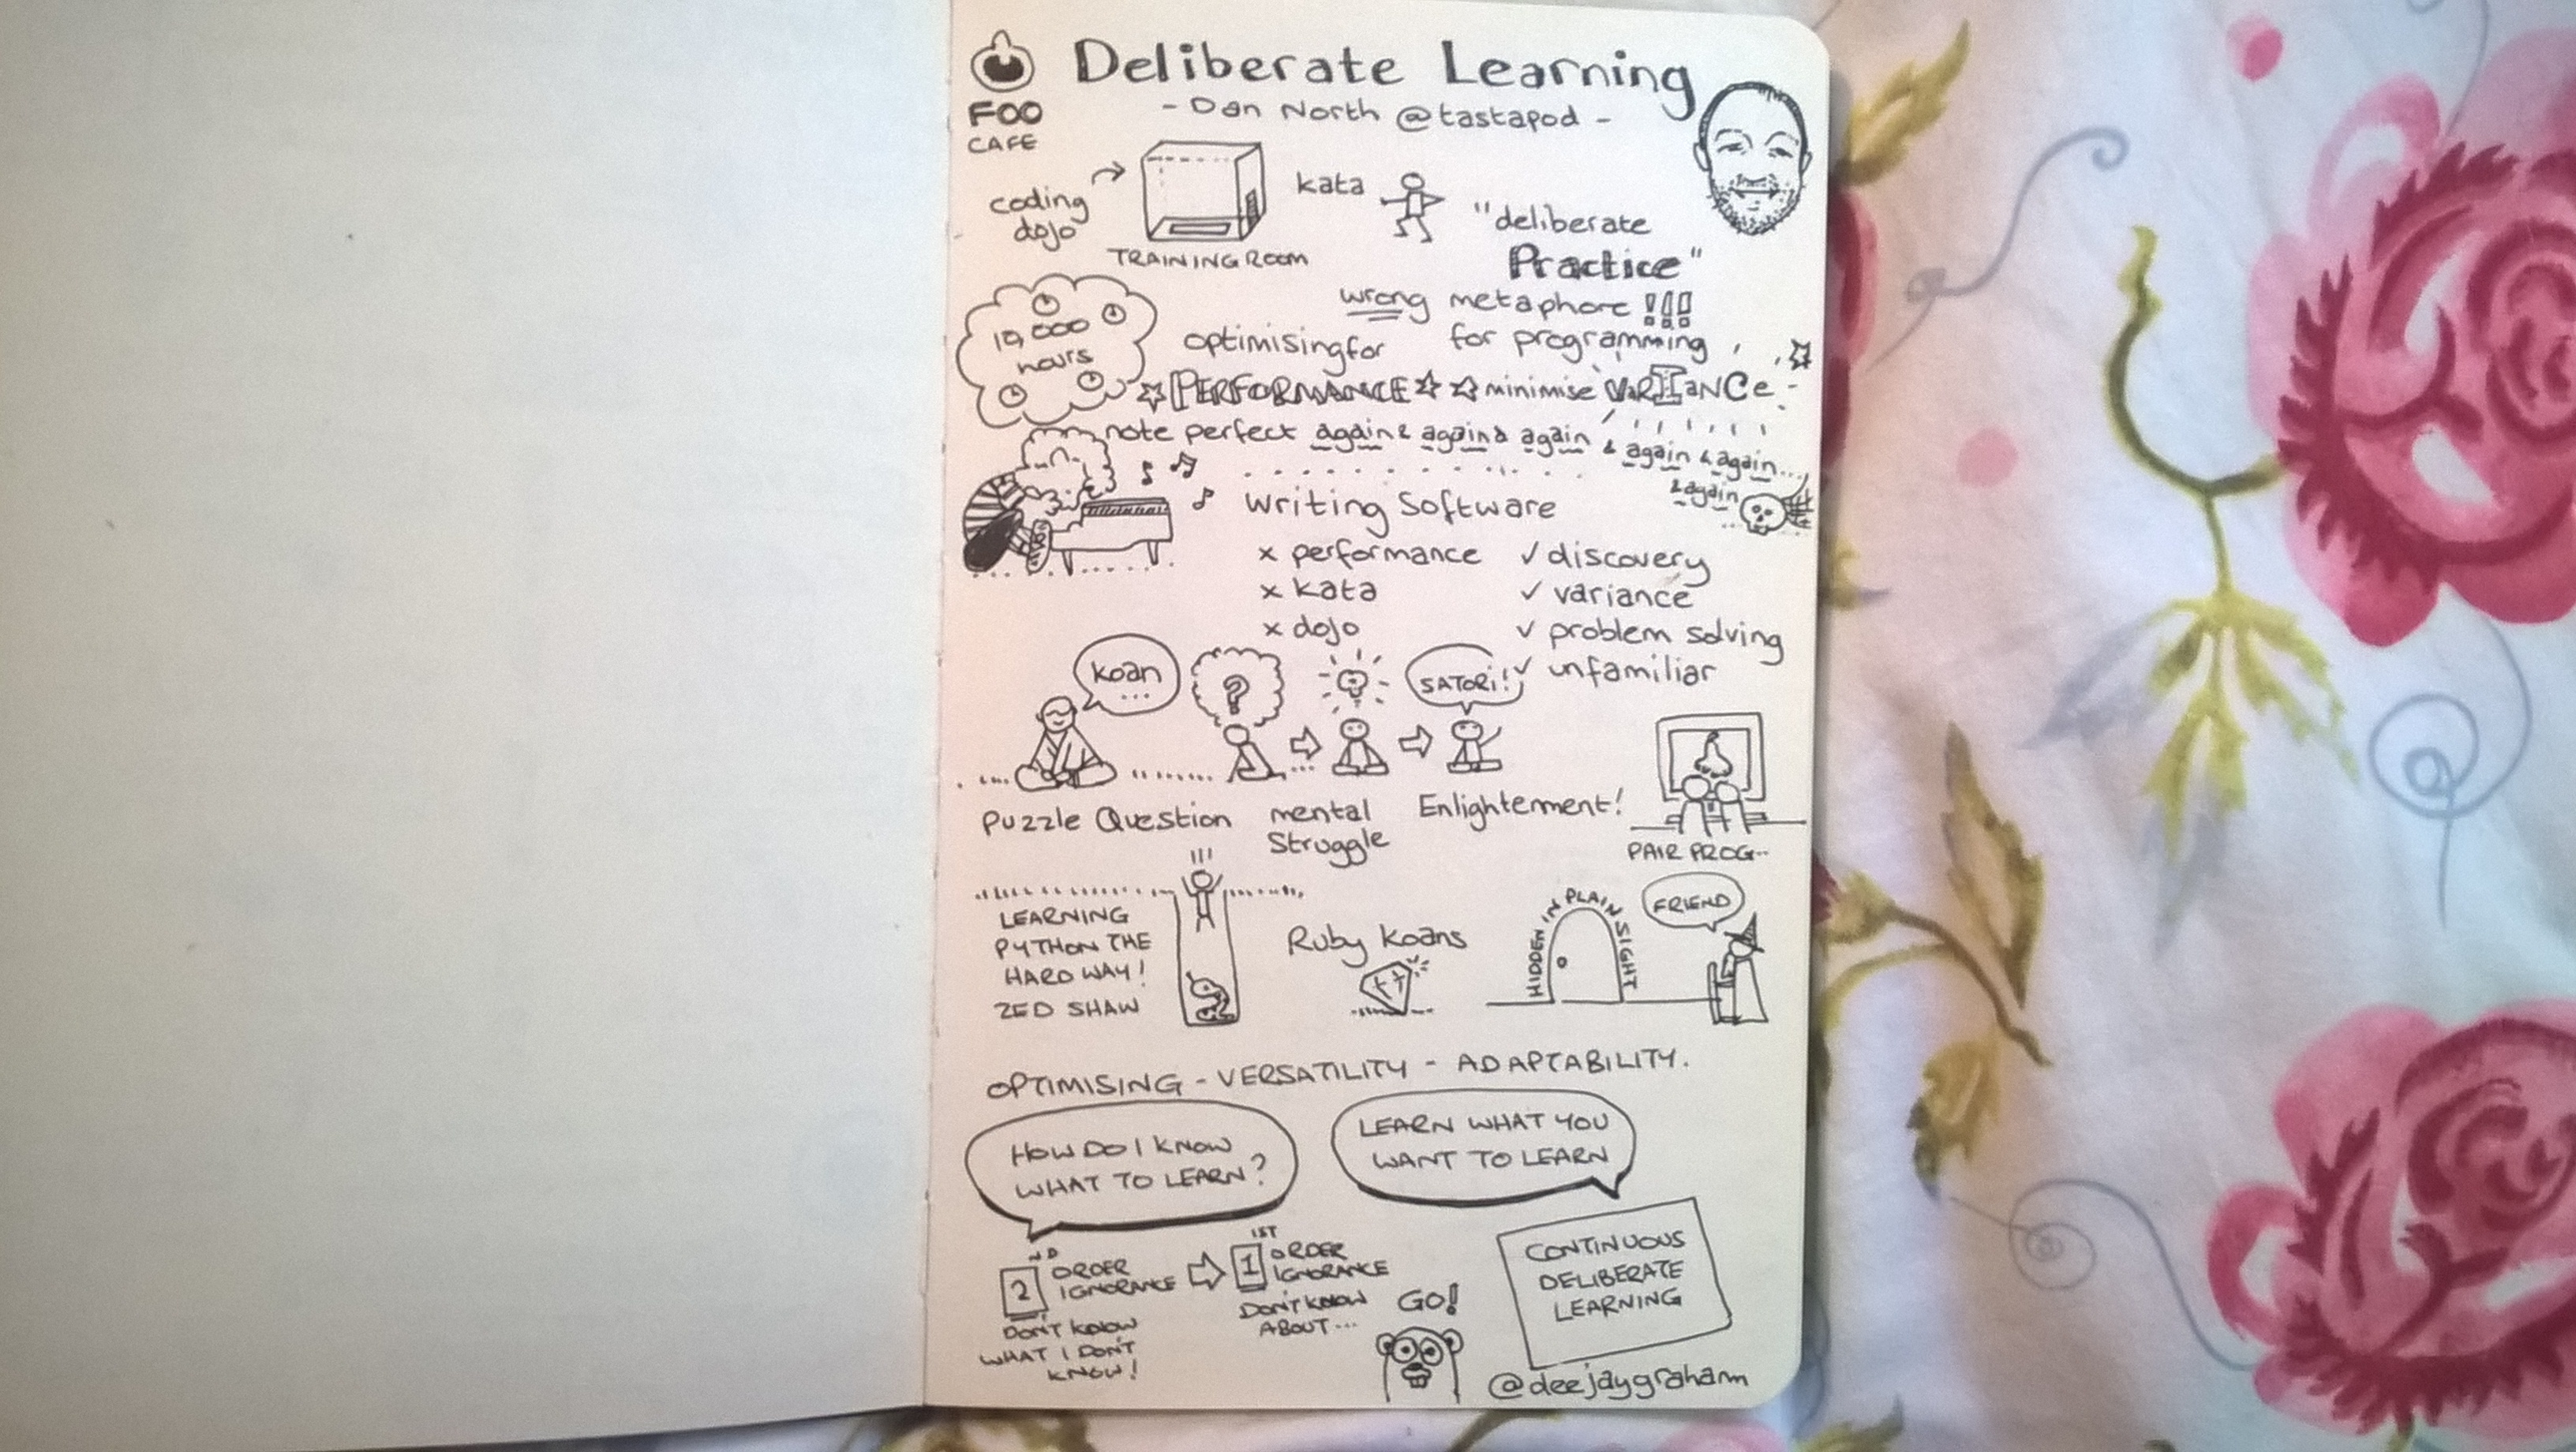 Deliberate Learning
FOO
CAFE
- Dan North @tastapod -
coding
dojo
TRAINING ROOM
kata
"deliberate
Practice"
wrong metaphore !!!
for programming
10,000
hours
optimising for
PERFORMANCE
minimise VARIANCE
note perfect again & again & again & again & again...
& again
Writing Software
x performance
x kata
x dojo
✓ discovery
✓ variance
✓ problem solving
✓ unfamiliar
koan
...
?
SATORI!
Puzzle Question
mental
Struggle
Enlightenment!
PAIR PROG..
LEARNING
PYTHON THE
HARD WAY!
ZED SHAW
!!!
Ruby Koans
HIDDEN IN PLAIN SIGHT
FRIEND
OPTIMISING - VERSATILITY - ADAPTABILITY.
HOW DO I KNOW
WHAT TO LEARN?
LEARN WHAT YOU
WANT TO LEARN
2 ND ORDER
IGNORANCE
DON'T KNOW
WHAT I DON'T
KNOW!
1 1ST ORDER
IGNORANCE
DON'T KNOW
ABOUT...
GO!
CONTINUOUS
DELIBERATE
LEARNING
@deejaygraham